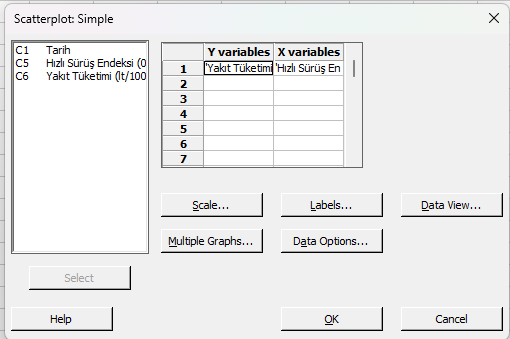 Scatterplot: Simple
C1 Tarih
C5 Hızlı Sürüş Endeksi (0
C6 Yakıt Tüketimi (lt/100
Y variables X variables
1 'Yakıt Tüketimi 'Hızlı Sürüş En
2
3
4
5
6
7
Scale... Labels... Data View...
Multiple Graphs... Data Options...
Select
Help OK Cancel